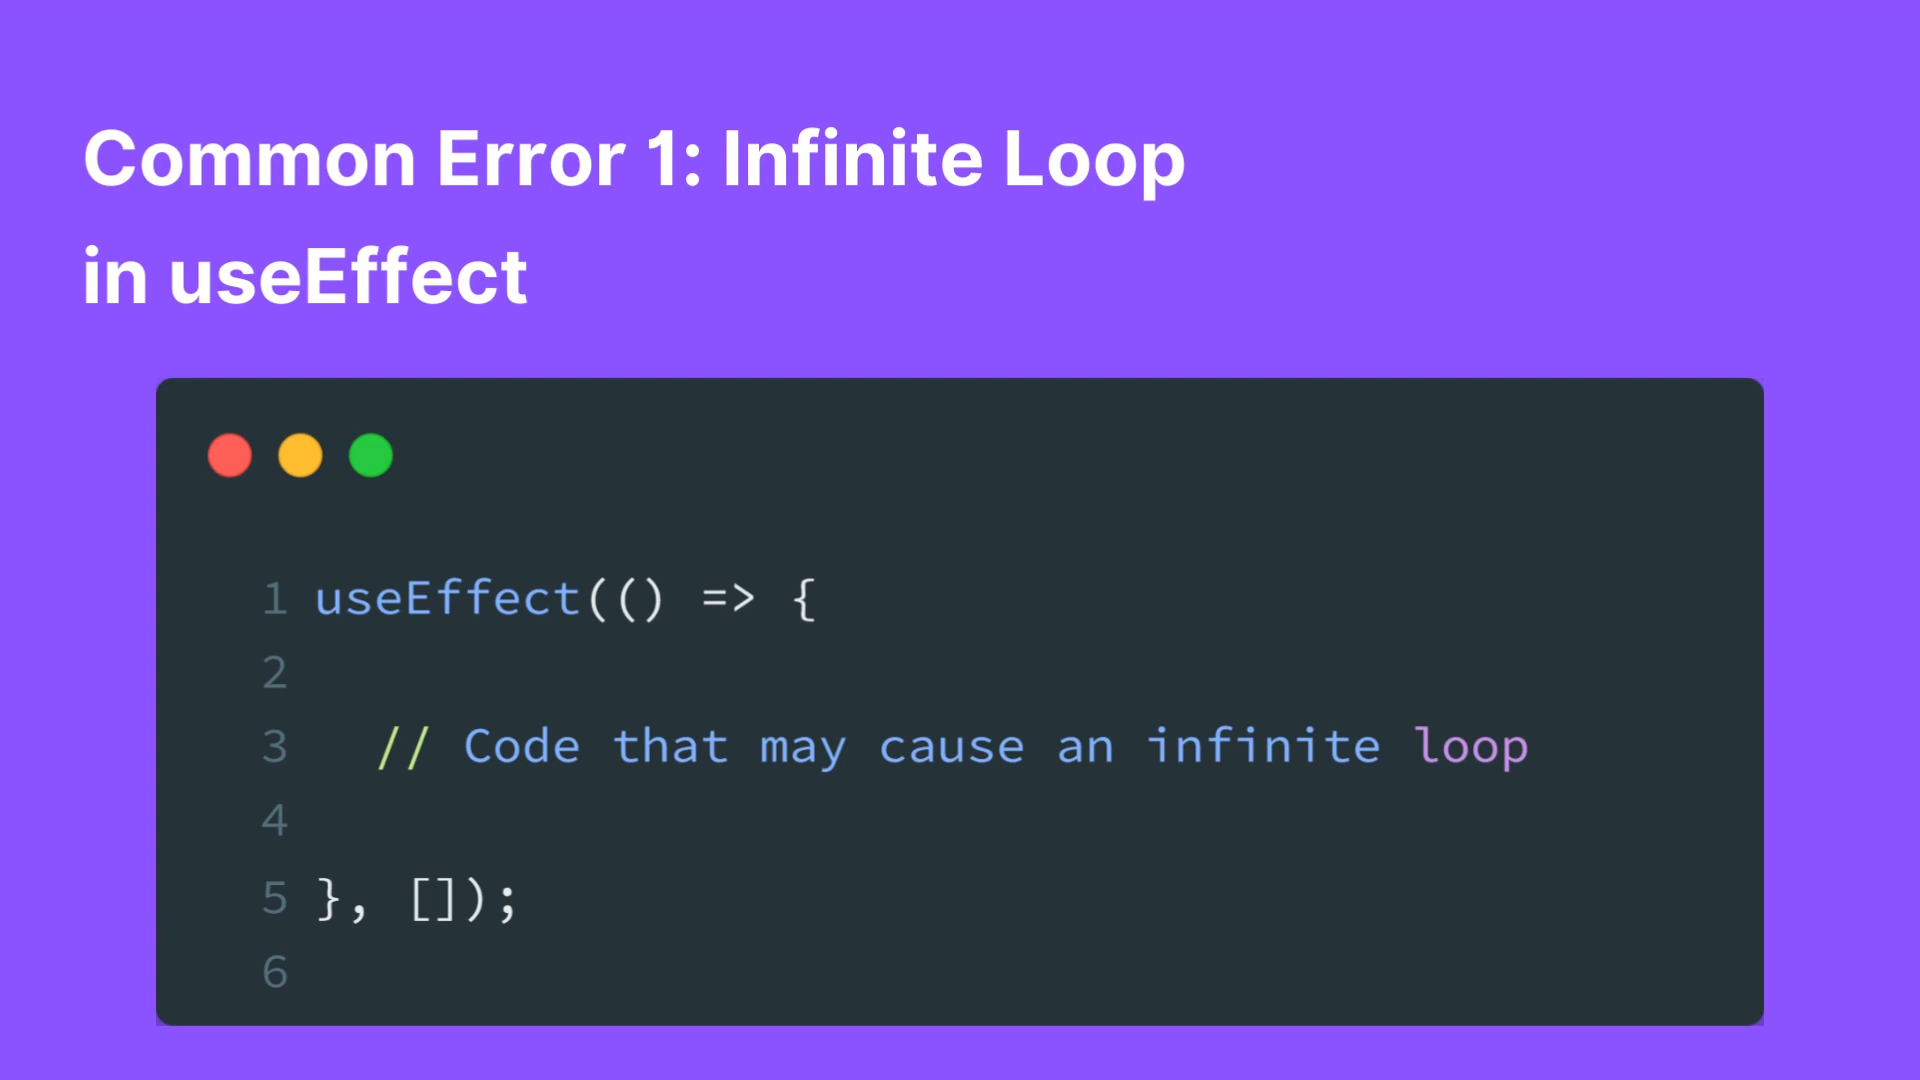 Common Error 1: Infinite Loop
in useEffect
1 useEffect(() => {
2
3   // Code that may cause an infinite loop
4
5 }, []);
6